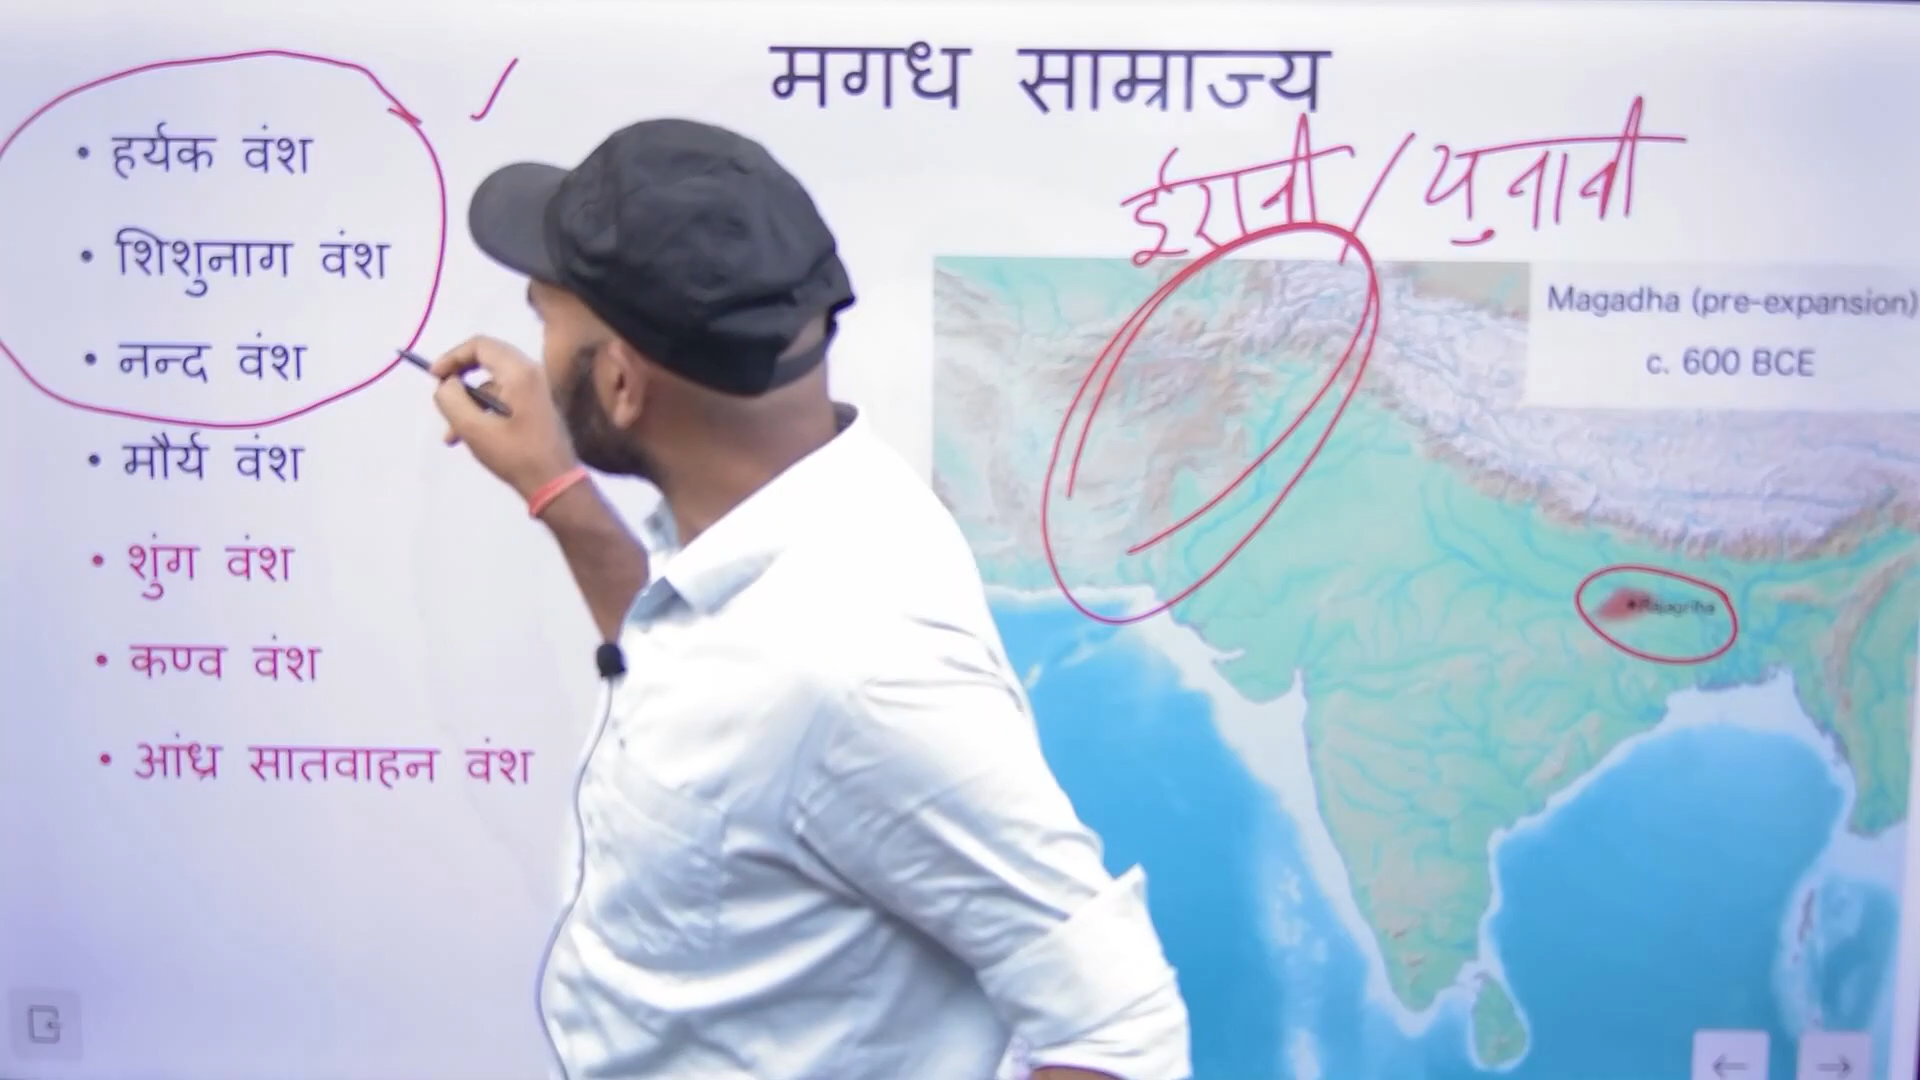 मगध साम्राज्य
• हर्यक वंश
• शिशुनाग वंश
• नन्द वंश
• मौर्य वंश
• शुंग वंश
• कण्व वंश
• आंध्र सातवाहन वंश
ईरानी / युनानी
Magadha (pre-expansion)
c. 600 BCE
Rajagriha